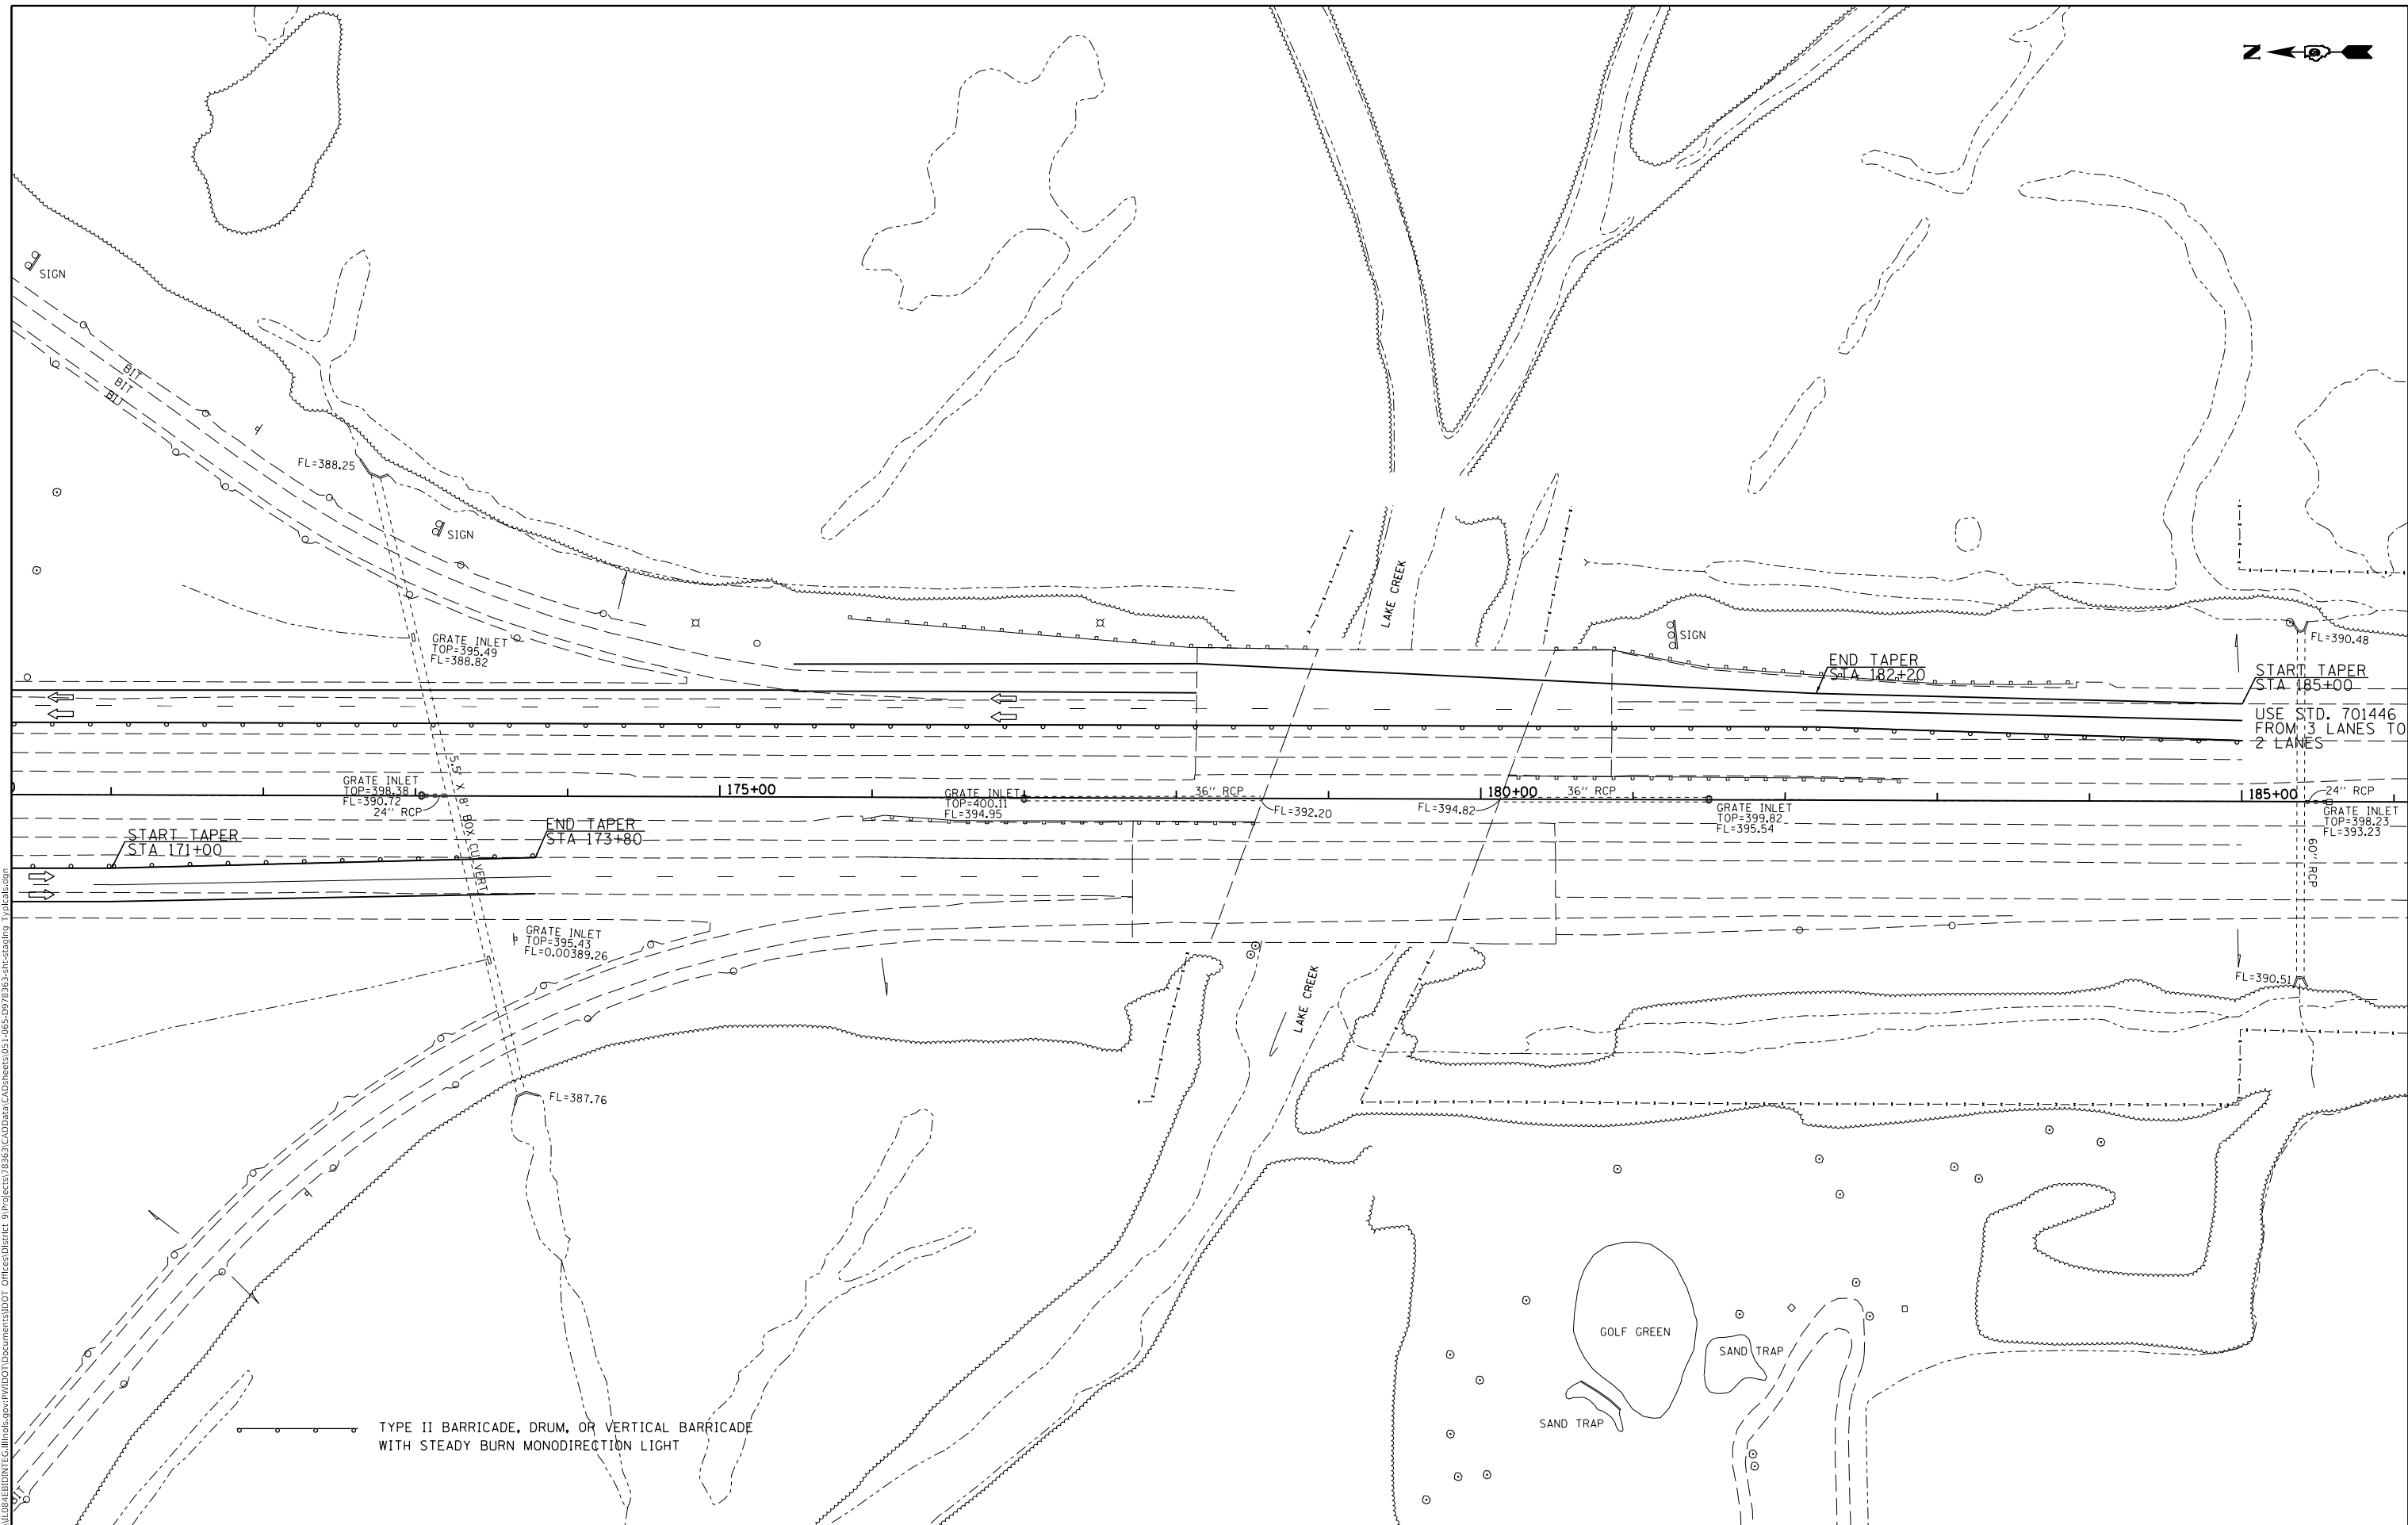 N
SIGN
BIT
BIT
BIT
FL=388.25
SIGN
LAKE CREEK
GRATE INLET
TOP=395.49
FL=388.82
SIGN
FL=390.48
END TAPER
STA 182+20
START TAPER
STA 185+00
USE STD. 701446
FROM 3 LANES TO
2 LANES
5.5' X 8' BOX CULVERT
GRATE INLET
TOP=398.38
FL=390.72
24'' RCP
175+00
GRATE INLET
TOP=400.11
FL=394.95
36'' RCP
FL=392.20
FL=394.82
180+00
36'' RCP
GRATE INLET
TOP=399.82
FL=395.54
185+00
24'' RCP
GRATE INLET
TOP=398.23
FL=393.23
60'' RCP
START TAPER
STA 171+00
END TAPER
STA 173+80
GRATE INLET
TOP=395.43
FL=0.00389.26
LAKE CREEK
FL=390.51
FL=387.76
GOLF GREEN
SAND TRAP
SAND TRAP
TYPE II BARRICADE, DRUM, OR VERTICAL BARRICADE
WITH STEADY BURN MONODIRECTION LIGHT
BIT